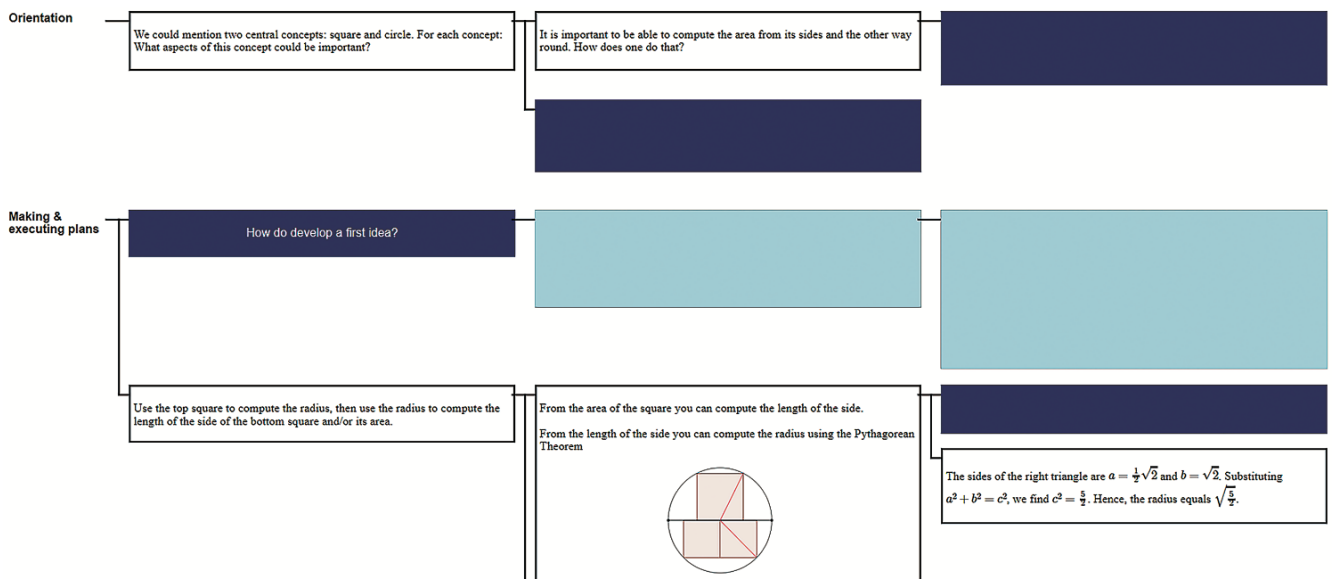 Orientation
We could mention two central concepts: square and circle. For each concept:
What aspects of this concept could be important?
It is important to be able to compute the area from its sides and the other way
round. How does one do that?
Making &
executing plans
How do develop a first idea?
Use the top square to compute the radius, then use the radius to compute the
length of the side of the bottom square and/or its area.
From the area of the square you can compute the length of the side.
From the length of the side you can compute the radius using the Pythagorean
Theorem
The sides of the right triangle are a = ½√2 and b = √2. Substituting
a² + b² = c², we find c² = 5/2. Hence, the radius equals √(5/2).